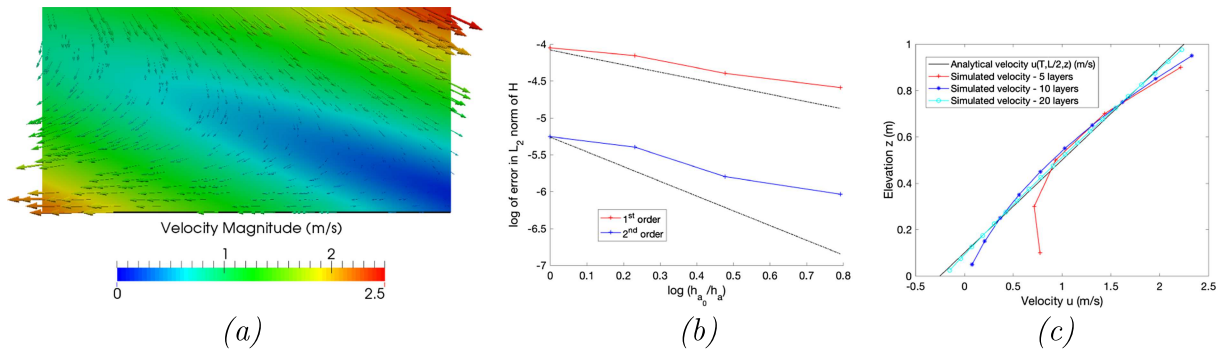 Velocity Magnitude (m/s)
0 1 2 2.5
(a)
log of error in L2 norm of H
-4
-4.5
-5
-5.5
-6
-6.5
-7
1st order
2nd order
0 0.1 0.2 0.3 0.4 0.5 0.6 0.7 0.8
log (ha0/ha)
(b)
Elevation z (m)
1
0.8
0.6
0.4
0.2
0
Analytical velocity u(T,L/2,z) (m/s)
Simulated velocity - 5 layers
Simulated velocity - 10 layers
Simulated velocity - 20 layers
-0.5 0 0.5 1 1.5 2 2.5
Velocity u (m/s)
(c)